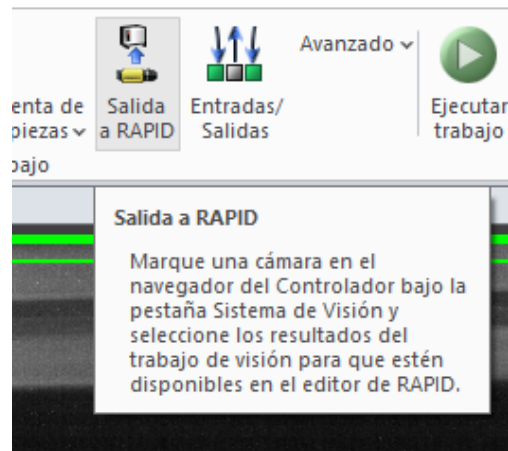 enta de
piezas
Salida
a RAPID
Entradas/
Salidas
Avanzado
Ejecutar
trabajo
Salida a RAPID
Marque una cámara en el
navegador del Controlador bajo la
pestaña Sistema de Visión y
seleccione los resultados del
trabajo de visión para que estén
disponibles en el editor de RAPID.